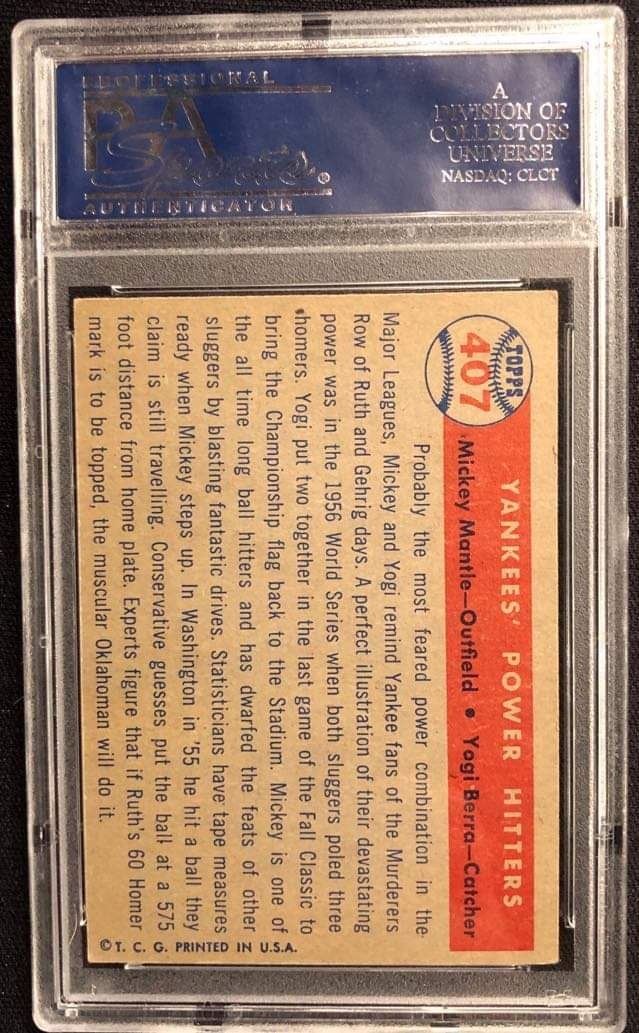 PROFESSIONAL
PSA
Sports
AUTHENTICATOR
A
DIVISION OF
COLLECTORS
UNIVERSE
NASDAQ: CLCT
TOPPS
407
YANKEES' POWER HITTERS
Mickey Mantle—Outfield • Yogi Berra—Catcher
Probably the most feared power combination in the
Major Leagues, Mickey and Yogi remind Yankee fans of the Murderers
Row of Ruth and Gehrig days. A perfect illustration of their devastating
power was in the 1956 World Series when both sluggers poled three
homers. Yogi put two together in the last game of the Fall Classic to
bring the Championship flag back to the Stadium. Mickey is one of
the all time long ball hitters and has dwarfed the feats of other
sluggers by blasting fantastic drives. Statisticians have tape measures
ready when Mickey steps up. In Washington in '55 he hit a ball they
claim is still travelling. Conservative guesses put the ball at a 575
foot distance from home plate. Experts figure that if Ruth's 60 Homer
mark is to be topped, the muscular Oklahoman will do it.
© T. C. G. PRINTED IN U.S.A.